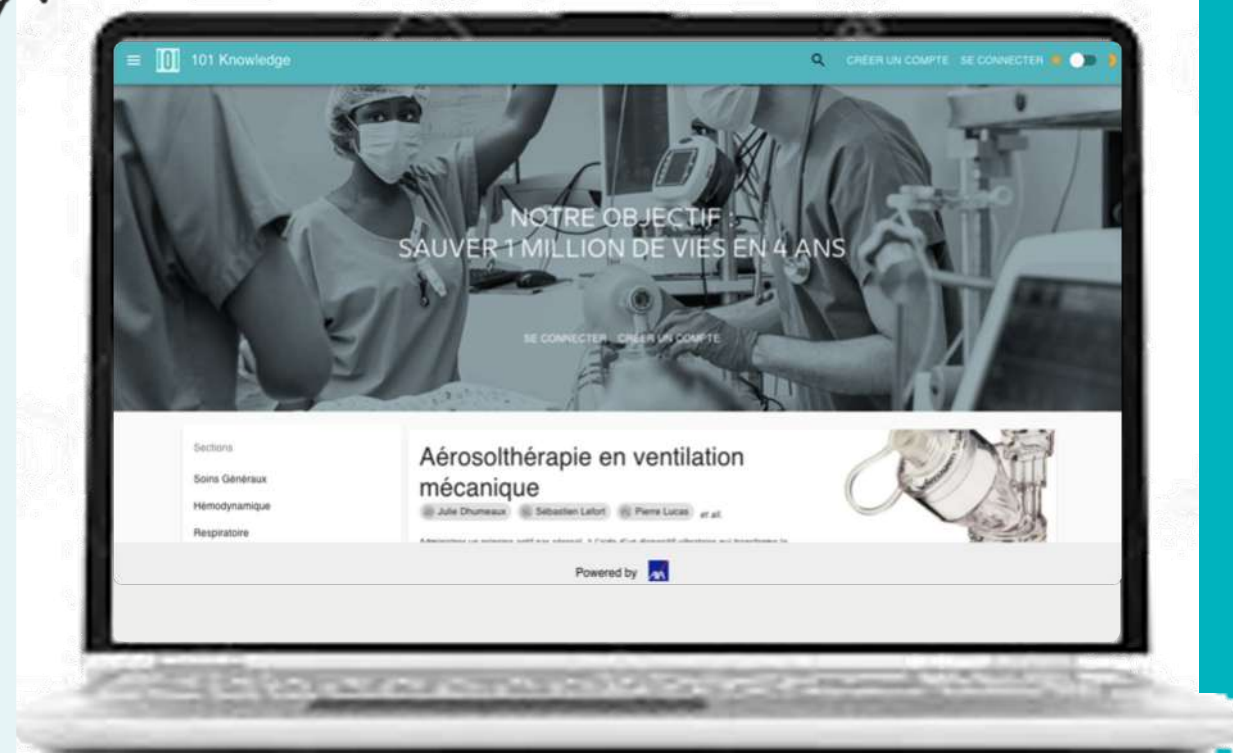 101 Knowledge
CRÉER UN COMPTE SE CONNECTER
NOTRE OBJECTIF :
SAUVER 1 MILLION DE VIES EN 4 ANS
SE CONNECTER CRÉER UN COMPTE
Sections
Soins Généraux
Hémodynamique
Respiratoire
Aérosolthérapie en ventilation
mécanique
Julie Dhumeaux Sébastien Lefort Pierre Lucas et all.
Powered by AXA